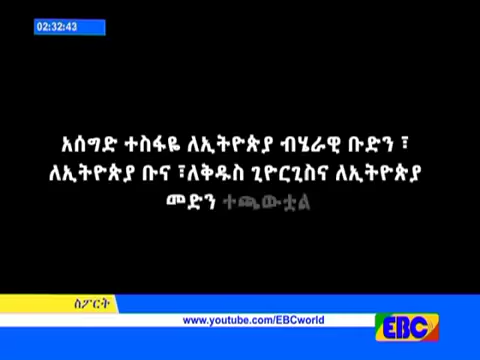 02:32:43
አሰግድ ተስፋዬ ለኢትዮጵያ ብሄራዊ ቡድን ፣
ለኢትዮጵያ ቡና ፣ለቅዱስ ጊዮርጊስና ለኢትዮጵያ
መድን ተጫውቷል
ስፖርት
www.youtube.com/EBCworld
EBC